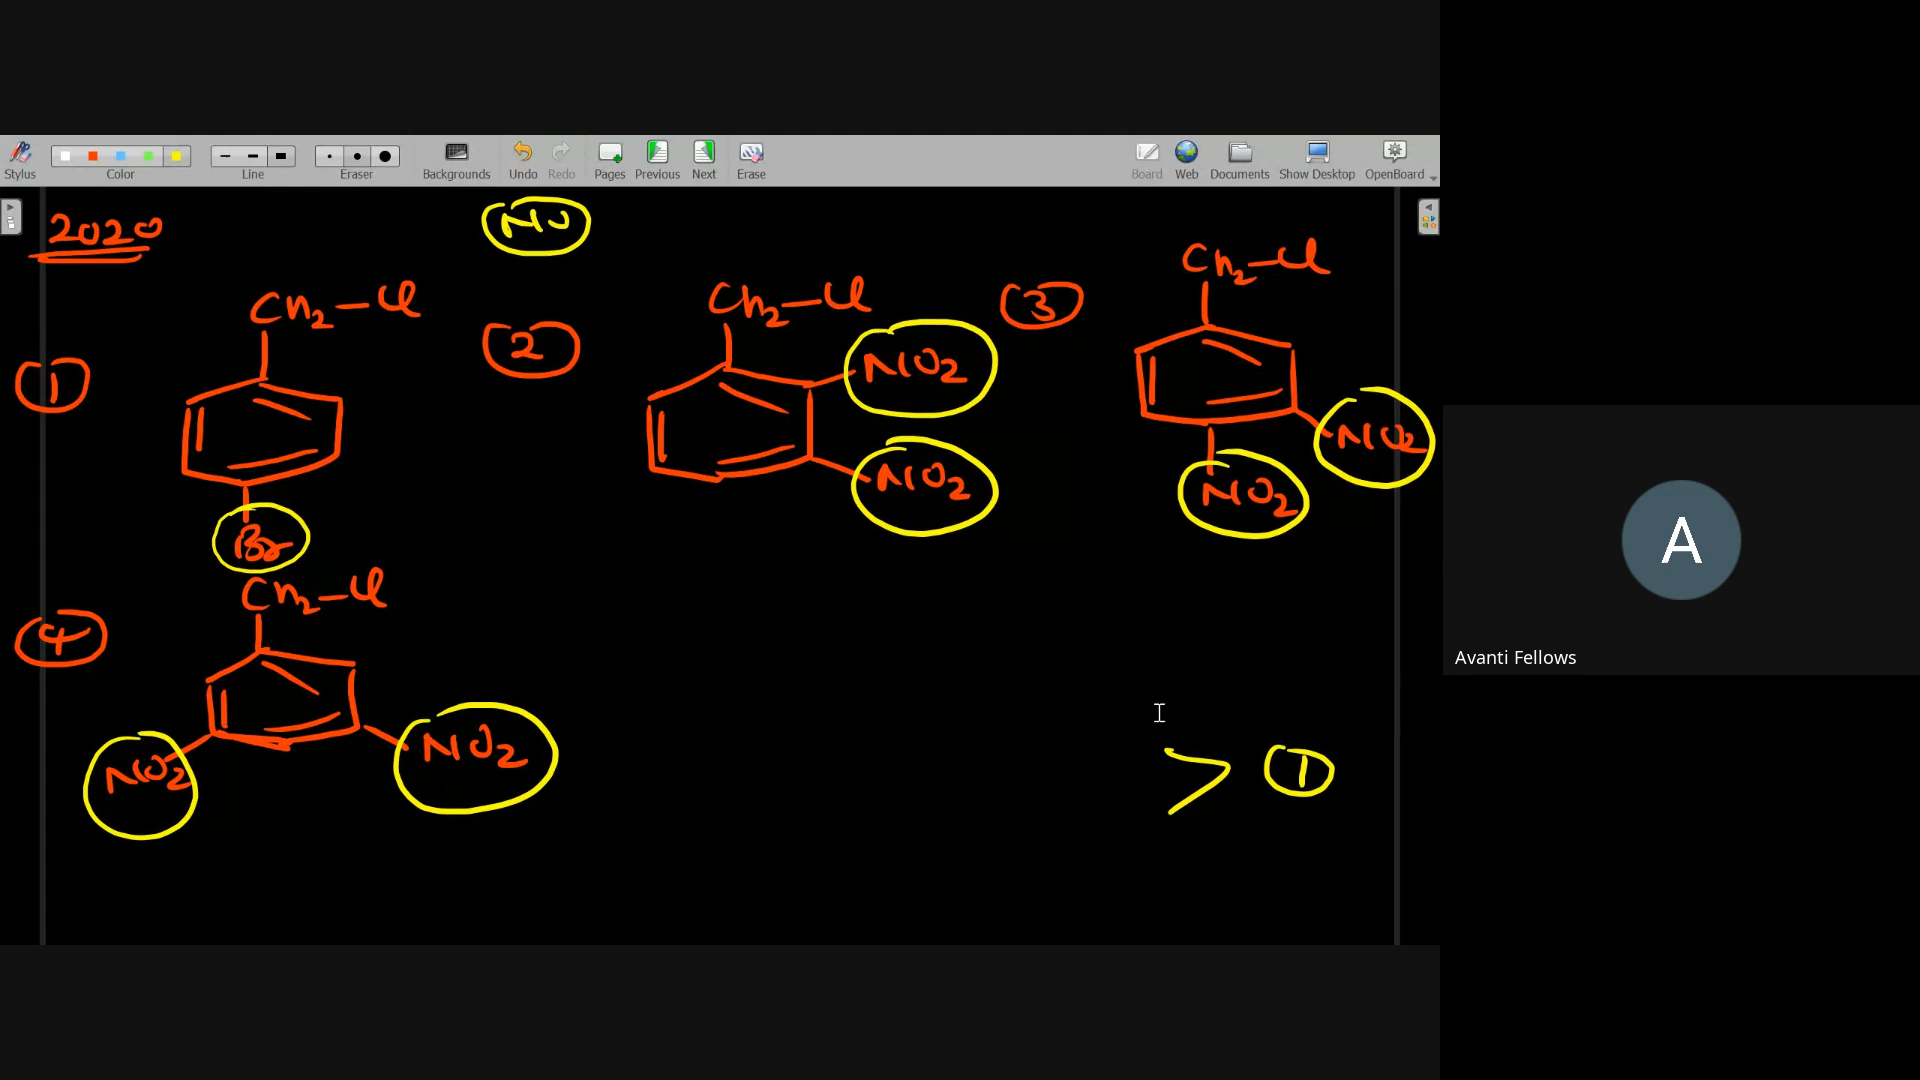 Stylus
Color
Line
Eraser
Backgrounds
Undo
Redo
Pages
Previous
Next
Erase
Board
Web
Documents
Show Desktop
OpenBoard
2020
NO
① CH2-Cl
Br
② CH2-Cl
NO2
NO2
③ CH2-Cl
NO2
NO2
④ CH2-Cl
NO2
NO2
> ①
A
Avanti Fellows